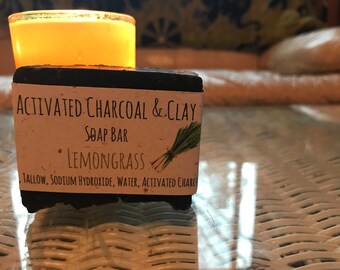 Activated Charcoal & Clay
Soap Bar
Lemongrass
Tallow, Sodium Hydroxide, Water, Activated Charc